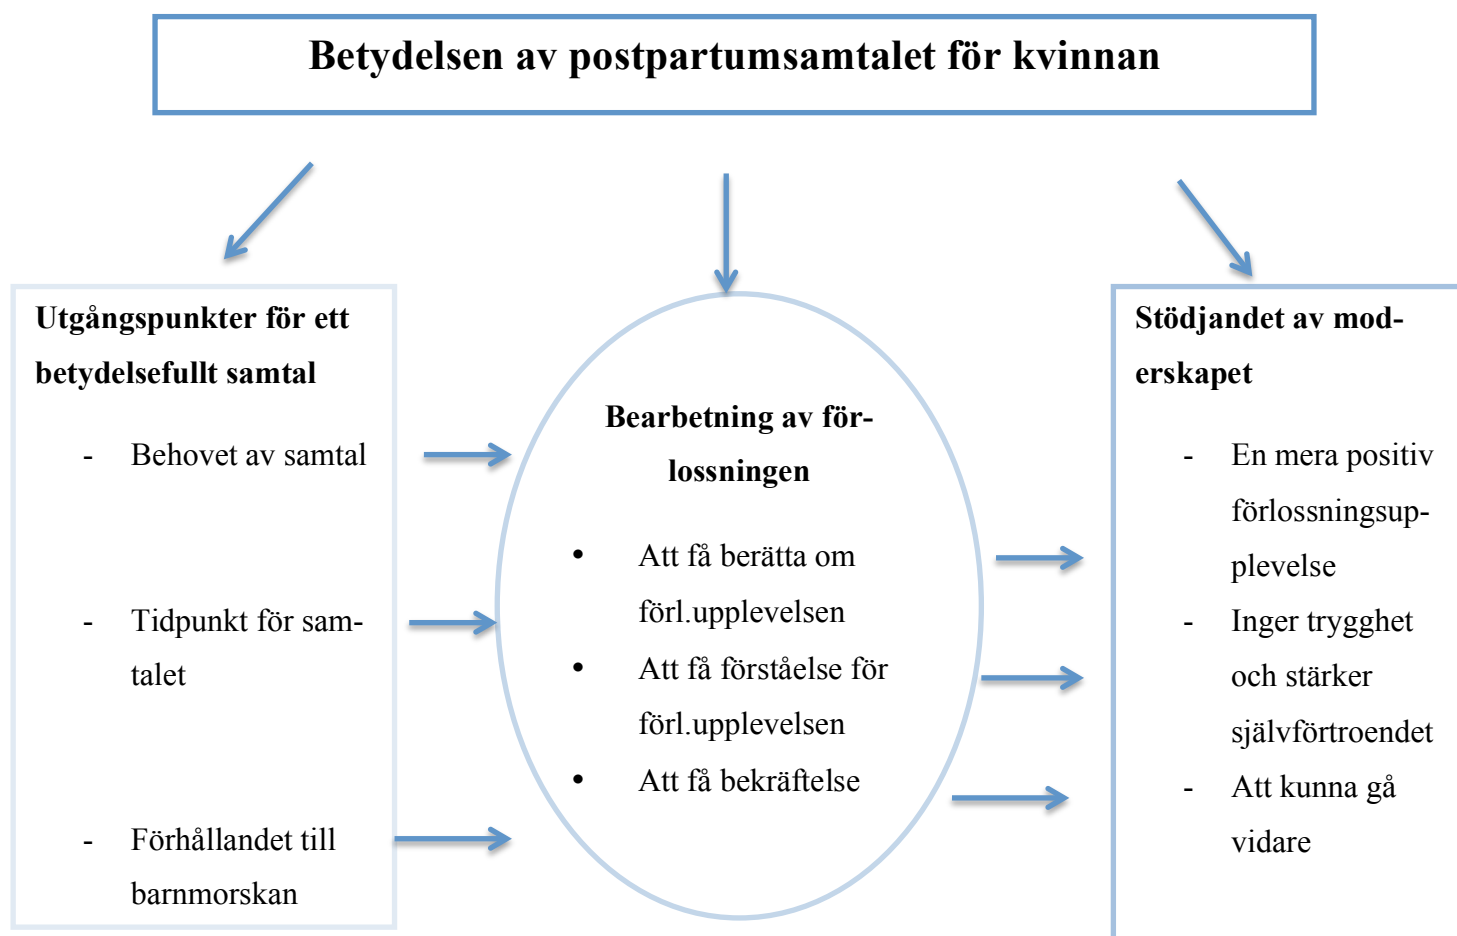 Betydelsen av postpartumsamtalet för kvinnan
Utgångspunkter för ett
betydelsefullt samtal
- Behovet av samtal
- Tidpunkt för sam-
talet
- Förhållandet till
barnmorskan
Bearbetning av för-
lossningen
• Att få berätta om
förl.upplevelsen
• Att få förståelse för
förl.upplevelsen
• Att få bekräftelse
Stödjandet av mod-
erskapet
- En mera positiv
förlossningsup-
plevelse
- Inger trygghet
och stärker
självförtroendet
- Att kunna gå
vidare